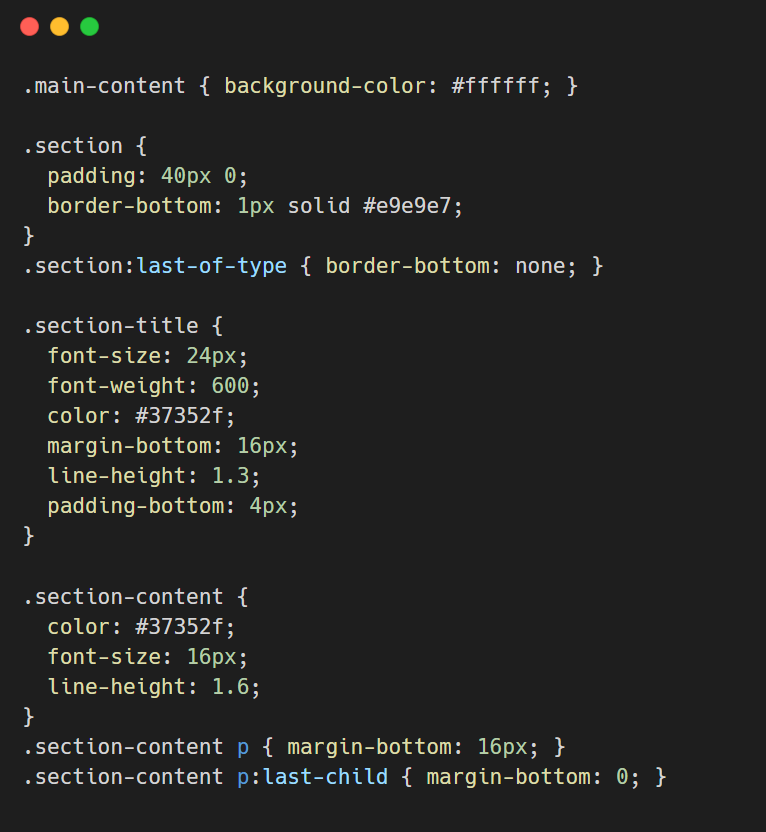 .main-content { background-color: #ffffff; }
.section {
  padding: 40px 0;
  border-bottom: 1px solid #e9e9e7;
}
.section:last-of-type { border-bottom: none; }
.section-title {
  font-size: 24px;
  font-weight: 600;
  color: #37352f;
  margin-bottom: 16px;
  line-height: 1.3;
  padding-bottom: 4px;
}
.section-content {
  color: #37352f;
  font-size: 16px;
  line-height: 1.6;
}
.section-content p { margin-bottom: 16px; }
.section-content p:last-child { margin-bottom: 0; }